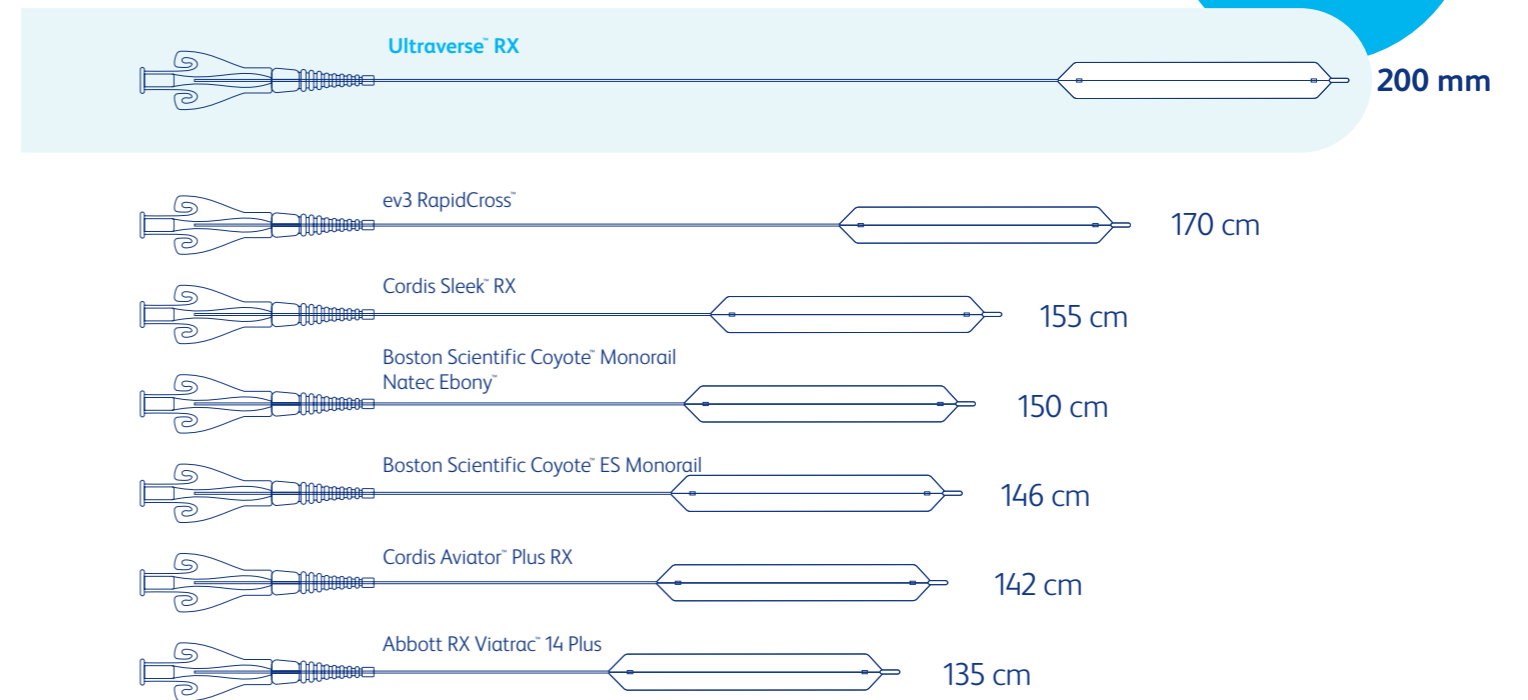 Ultraverse™ RX
200 mm
ev3 RapidCross™
170 cm
Cordis Sleek™ RX
155 cm
Boston Scientific Coyote™ Monorail
Natec Ebony™
150 cm
Boston Scientific Coyote™ ES Monorail
146 cm
Cordis Aviator™ Plus RX
142 cm
Abbott RX Viatrac™ 14 Plus
135 cm